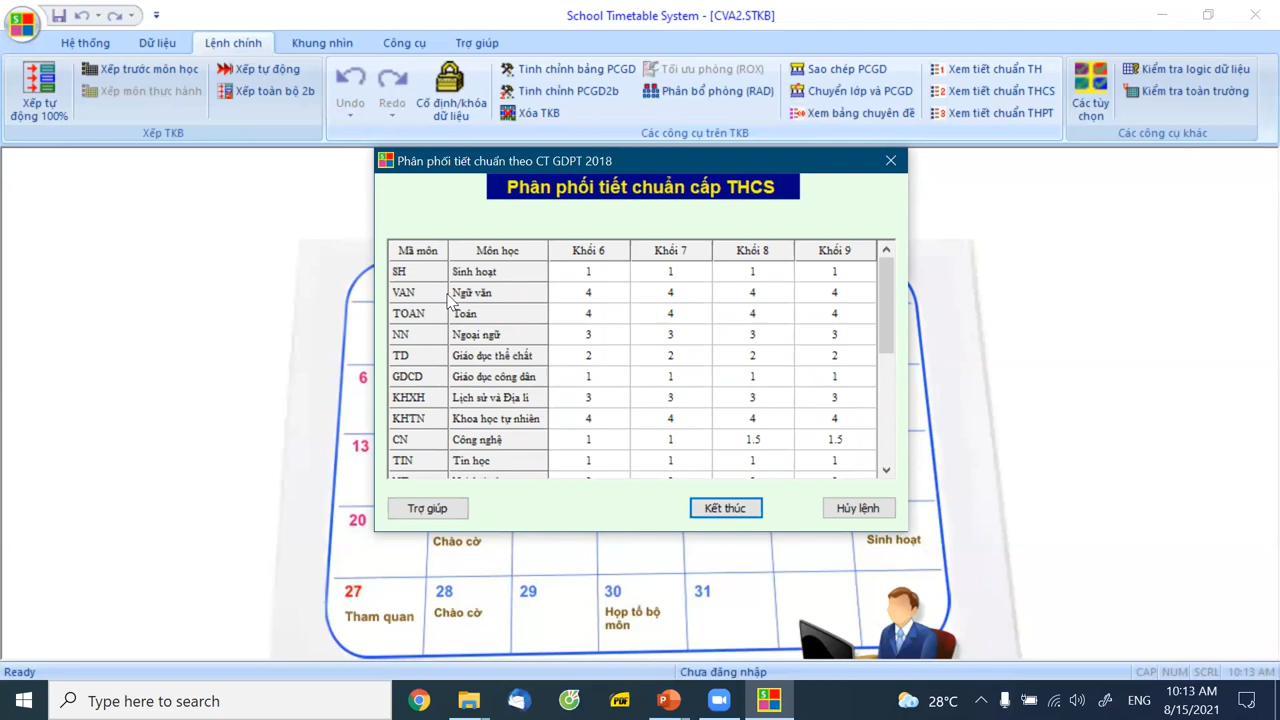 School Timetable System - [CVA2.STKB]
Hệ thống Dữ liệu Lệnh chính Khung nhìn Công cụ Trợ giúp
Xếp tự động 100%
Xếp trước môn học
Xếp môn thực hành
Xếp tự động
Xếp toàn bộ 2b
Xếp TKB
Undo
Redo
Cố định/khóa dữ liệu
Tinh chỉnh bảng PCGD
Tinh chỉnh PCGD2b
Xóa TKB
Tối ưu phòng (ROX)
Phân bổ phòng (RAD)
Sao chép PCGD
Chuyển lớp và PCGD
Xem bảng chuyên đề
Xem tiết chuẩn TH
Xem tiết chuẩn THCS
Xem tiết chuẩn THPT
Các công cụ trên TKB
Các tùy chọn
Kiểm tra logic dữ liệu
Kiểm tra toàn trường
Các công cụ khác
Phân phối tiết chuẩn theo CT GDPT 2018
Phân phối tiết chuẩn cấp THCS
Mã môn Môn học Khối 6 Khối 7 Khối 8 Khối 9
SH Sinh hoạt 1 1 1 1
VAN Ngữ văn 4 4 4 4
TOAN Toán 4 4 4 4
NN Ngoại ngữ 3 3 3 3
TD Giáo dục thể chất 2 2 2 2
GDCD Giáo dục công dân 1 1 1 1
KHXH Lịch sử và Địa lí 3 3 3 3
KHTN Khoa học tự nhiên 4 4 4 4
CN Công nghệ 1 1 1.5 1.5
TIN Tin học 1 1 1 1
Trợ giúp Kết thúc Hủy lệnh
6
13
20
Chào cờ
Sinh hoạt
27 28 29 30 31
Tham quan
Chào cờ
Họp tổ bộ môn
Ready Chưa đăng nhập CAP NUM SCRL 10:13 AM
Type here to search
PDF
28°C
ENG
10:13 AM
8/15/2021